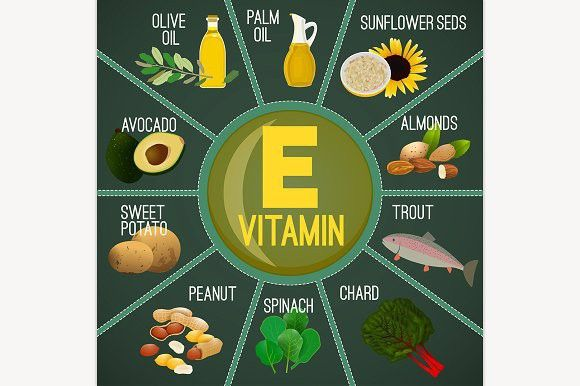 OLIVE
OIL
PALM
OIL
SUNFLOWER SEDS
AVOCADO
ALMONDS
E
VITAMIN
SWEET
POTATO
TROUT
PEANUT
SPINACH
CHARD